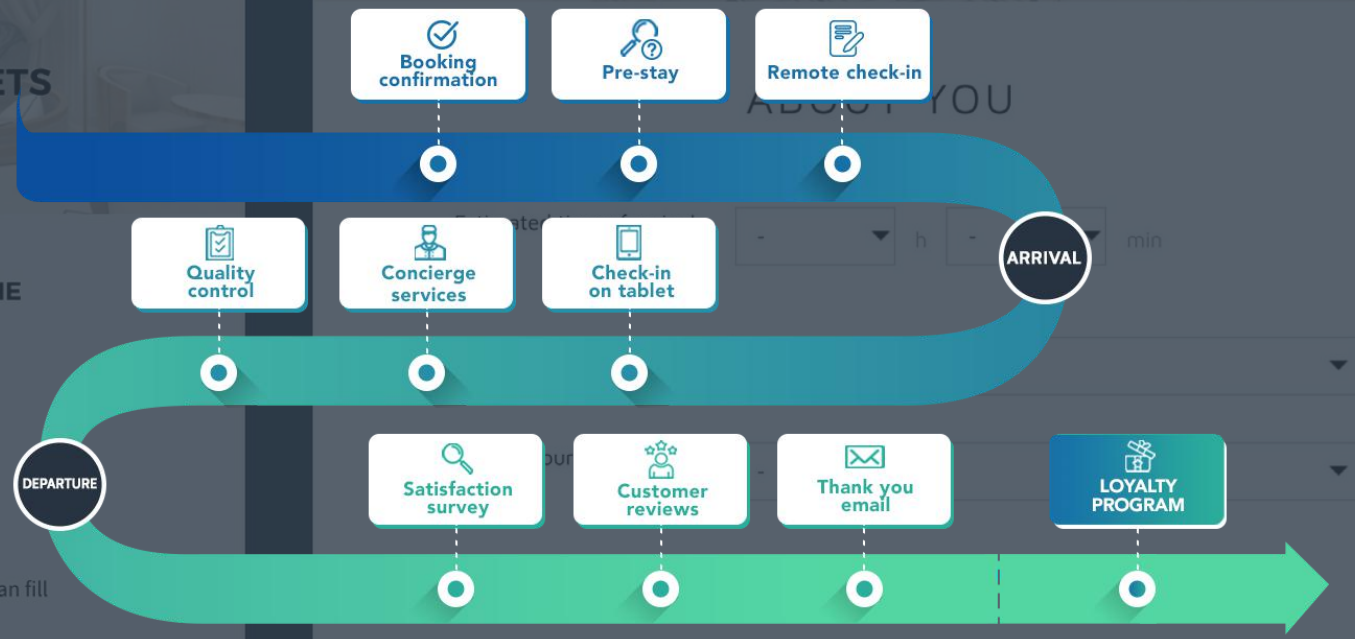 Booking
confirmation
Pre-stay
Remote check-in
ETS
ABOUT YOU
- h - min
ARRIVAL
Quality
control
Concierge
services
Check-in
on tablet
DEPARTURE
Satisfaction
survey
Customer
reviews
Thank you
email
LOYALTY
PROGRAM
an fill